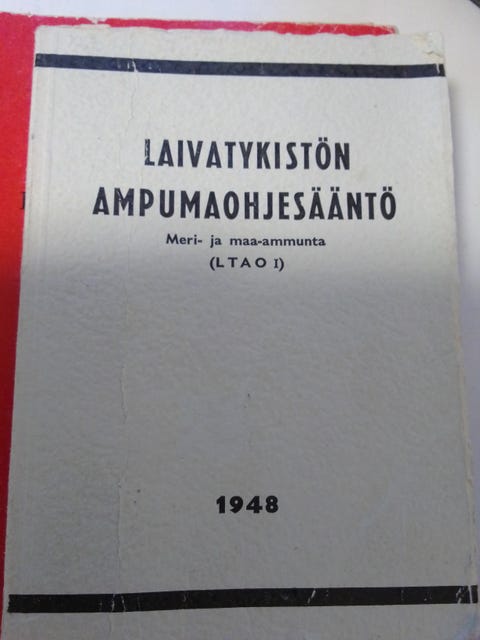 LAIVATYKISTÖN
AMPUMAOHJESÄÄNTÖ
Meri- ja maa-ammunta
(LTAO I)
1948